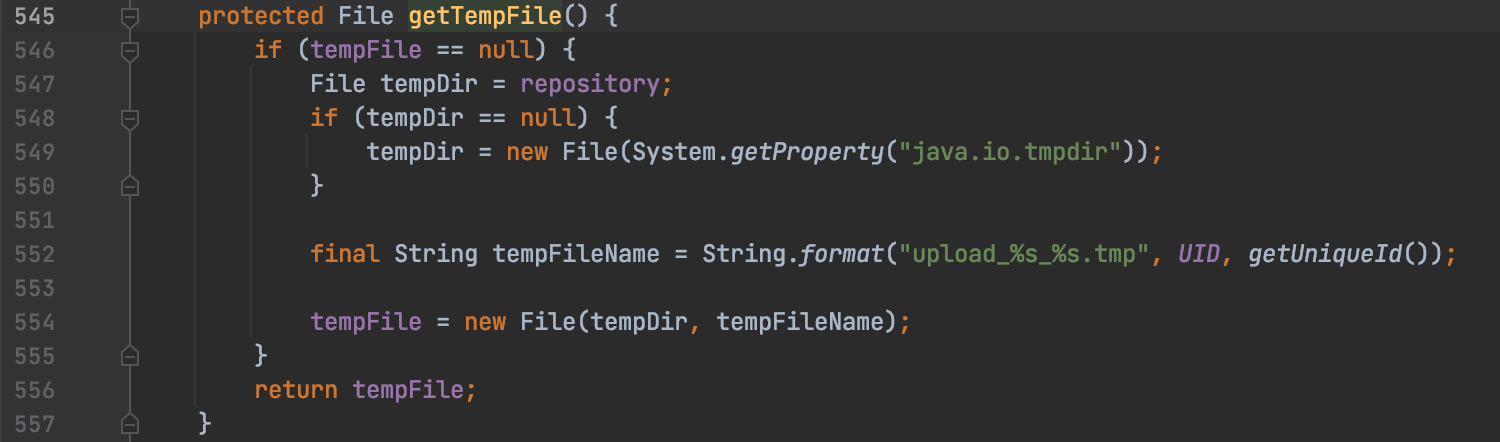 545 protected File getTempFile() {
546 if (tempFile == null) {
547 File tempDir = repository;
548 if (tempDir == null) {
549 tempDir = new File(System.getProperty("java.io.tmpdir"));
550 }
551
552 final String tempFileName = String.format("upload_%s_%s.tmp", UID, getUniqueId());
553
554 tempFile = new File(tempDir, tempFileName);
555 }
556 return tempFile;
557 }